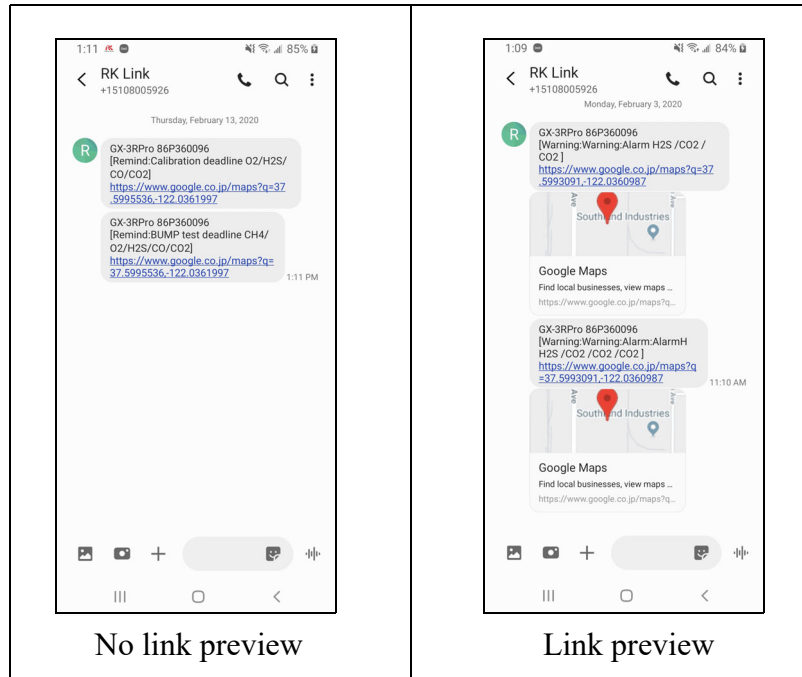 1:11
85%
RK Link
+15108005926
Thursday, February 13, 2020
R
GX-3RPro 86P360096
[Remind:Calibration deadline O2/H2S/
CO/CO2]
https://www.google.co.jp/maps?q=37
.5995536,-122.0361997
GX-3RPro 86P360096
[Remind:BUMP test deadline CH4/
O2/H2S/CO/CO2]
https://www.google.co.jp/maps?q=
37.5995536,-122.0361997
1:11 PM
No link preview
1:09
84%
RK Link
+15108005926
Monday, February 3, 2020
R
GX-3RPro 86P360096
[Warning:Warning:Alarm H2S /CO2 /
CO2 ]
https://www.google.co.jp/maps?q=37
.5993091,-122.0360987
Ave
Southland Industries
Google Maps
Find local businesses, view maps ...
https://www.google.co.jp/maps?q...
GX-3RPro 86P360096
[Warning:Warning:Alarm:AlarmH
H2S /CO2 /CO2 /CO2 ]
https://www.google.co.jp/maps?q
=37.5993091,-122.0360987
11:10 AM
Ave
Southland Industries
Google Maps
Find local businesses, view maps ...
https://www.google.co.jp/maps?q...
Link preview